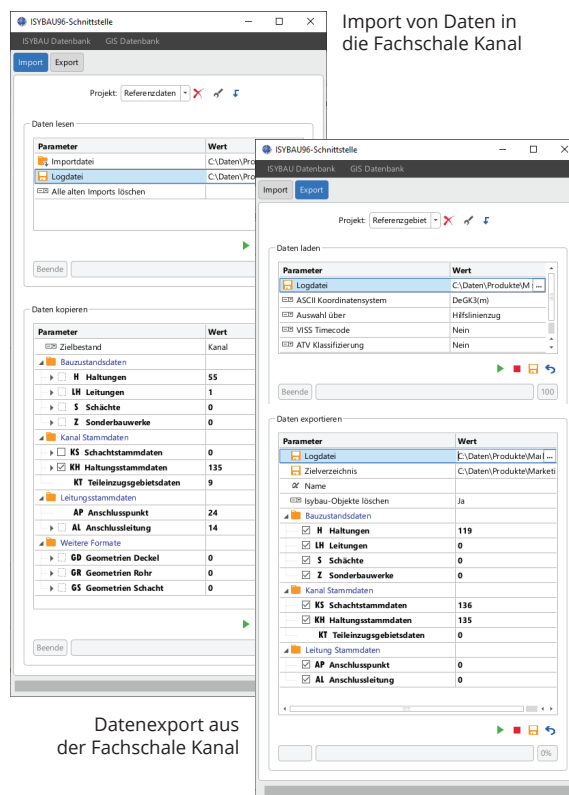 ISYBAU96-Schnittstelle
ISYBAU Datenbank GIS Datenbank
Import Export
Projekt: Referenzdaten
Daten lesen
Parameter Wert
Importdatei C:\Daten\Pro
Logdatei C:\Daten\Pro
Alle alten Imports löschen
Beende
Daten kopieren
Parameter Wert
Zielbestand Kanal
Bauzustandsdaten
H Haltungen 55
LH Leitungen 1
S Schächte 0
Z Sonderbauwerke 0
Kanal Stammdaten
KS Schachtstammdaten 0
KH Haltungsstammdaten 135
KT Teileinzugsgebietsdaten 9
Leitungsstammdaten
AP Anschlusspunkt 24
AL Anschlussleitung 14
Weitere Formate
GD Geometrien Deckel 0
GR Geometrien Rohr 0
GS Geometrien Schacht 0
Beende
Import von Daten in
die Fachschale Kanal
ISYBAU96-Schnittstelle
ISYBAU Datenbank GIS Datenbank
Import Export
Projekt: Referenzgebiet
Daten laden
Parameter Wert
Logdatei C:\Daten\Produkte\M ...
ASCII Koordinatensystem DeGK3(m)
Auswahl über Hilfslinienzug
VISS Timecode Nein
ATV Klassifizierung Nein
Beende 100
Daten exportieren
Parameter Wert
Logdatei C:\Daten\Produkte\Mar ...
Zielverzeichnis C:\Daten\Produkte\Marketi
Name
Isybau-Objekte löschen Ja
Bauzustandsdaten
H Haltungen 119
LH Leitungen 0
S Schächte 0
Z Sonderbauwerke 0
Kanal Stammdaten
KS Schachtstammdaten 136
KH Haltungsstammdaten 135
KT Teileinzugsgebietsdaten 0
Leitung Stammdaten
AP Anschlusspunkt 0
AL Anschlussleitung 0
0%
Datenexport aus
der Fachschale Kanal